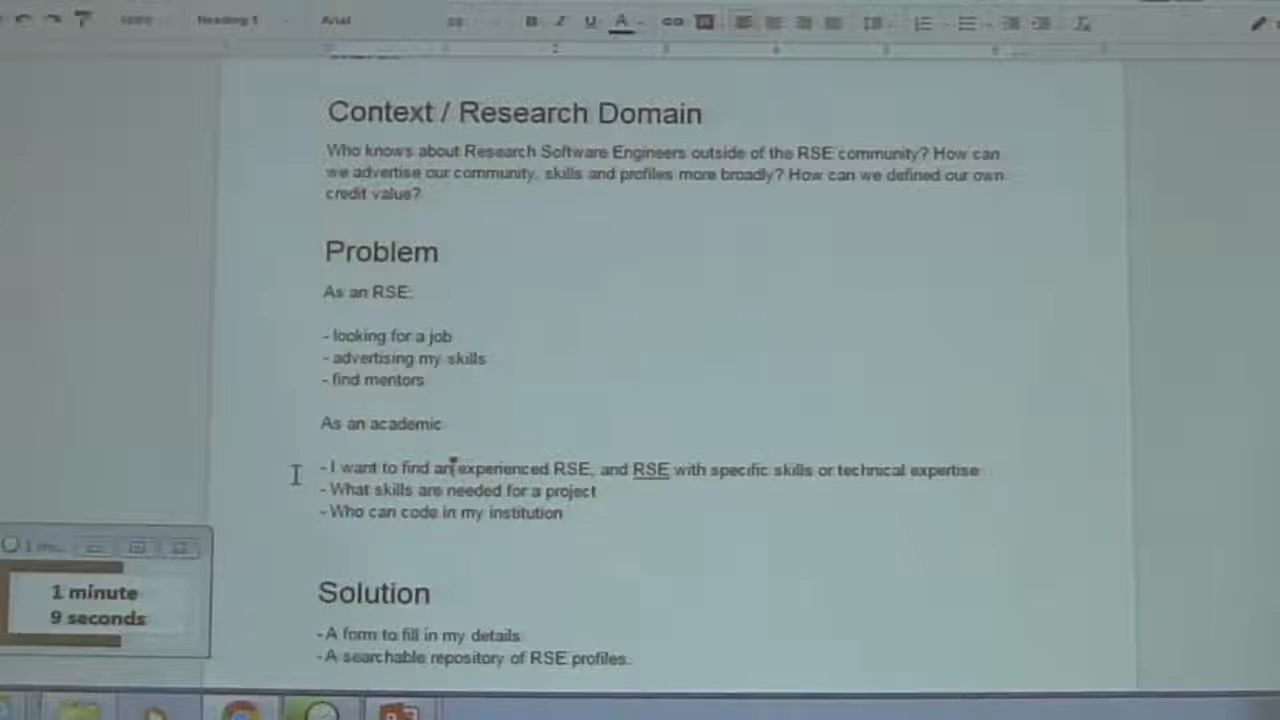 Heading 1
Arial
Context / Research Domain
Who knows about Research Software Engineers outside of the RSE community? How can
we advertise our community, skills and profiles more broadly? How can we defined our own
credit value?
Problem
As an RSE:
- looking for a job
- advertising my skills
- find mentors
As an academic
- I want to find an experienced RSE, and RSE with specific skills or technical expertise
- What skills are needed for a project
- Who can code in my institution
1 minute
9 seconds
Solution
- A form to fill in my details
- A searchable repository of RSE profiles.